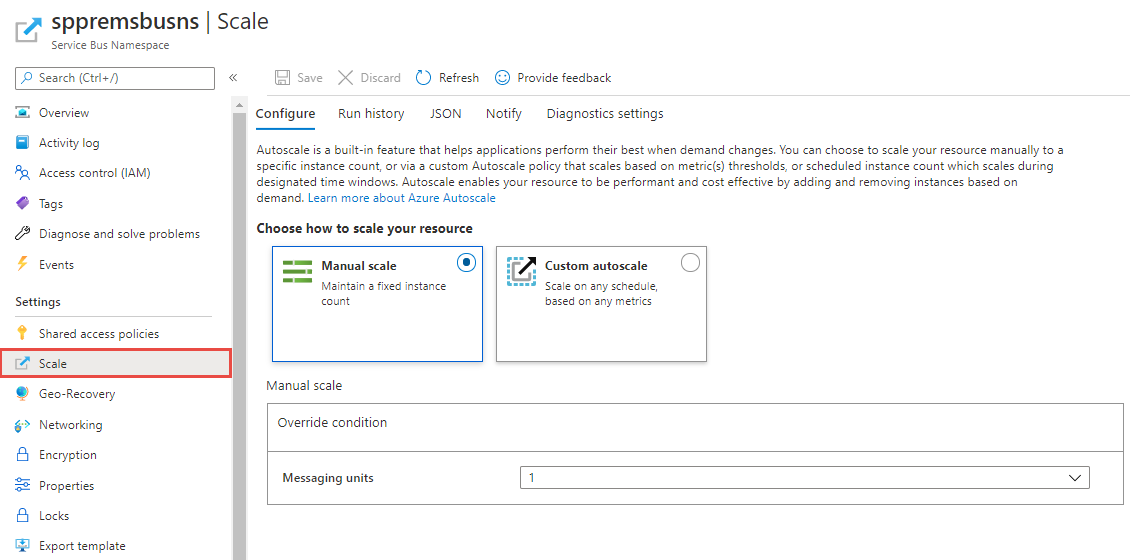 sppremsbusns | Scale
Service Bus Namespace
Search (Ctrl+/)
«
Overview
Activity log
Access control (IAM)
Tags
Diagnose and solve problems
Events
Settings
Shared access policies
Scale
Geo-Recovery
Networking
Encryption
Properties
Locks
Export template
Save
Discard
Refresh
Provide feedback
Configure
Run history
JSON
Notify
Diagnostics settings
Autoscale is a built-in feature that helps applications perform their best when demand changes. You can choose to scale your resource manually to a
specific instance count, or via a custom Autoscale policy that scales based on metric(s) thresholds, or scheduled instance count which scales during
designated time windows. Autoscale enables your resource to be performant and cost effective by adding and removing instances based on
demand. Learn more about Azure Autoscale
Choose how to scale your resource
Manual scale
Maintain a fixed instance
count
Custom autoscale
Scale on any schedule,
based on any metrics
Manual scale
Override condition
Messaging units
1